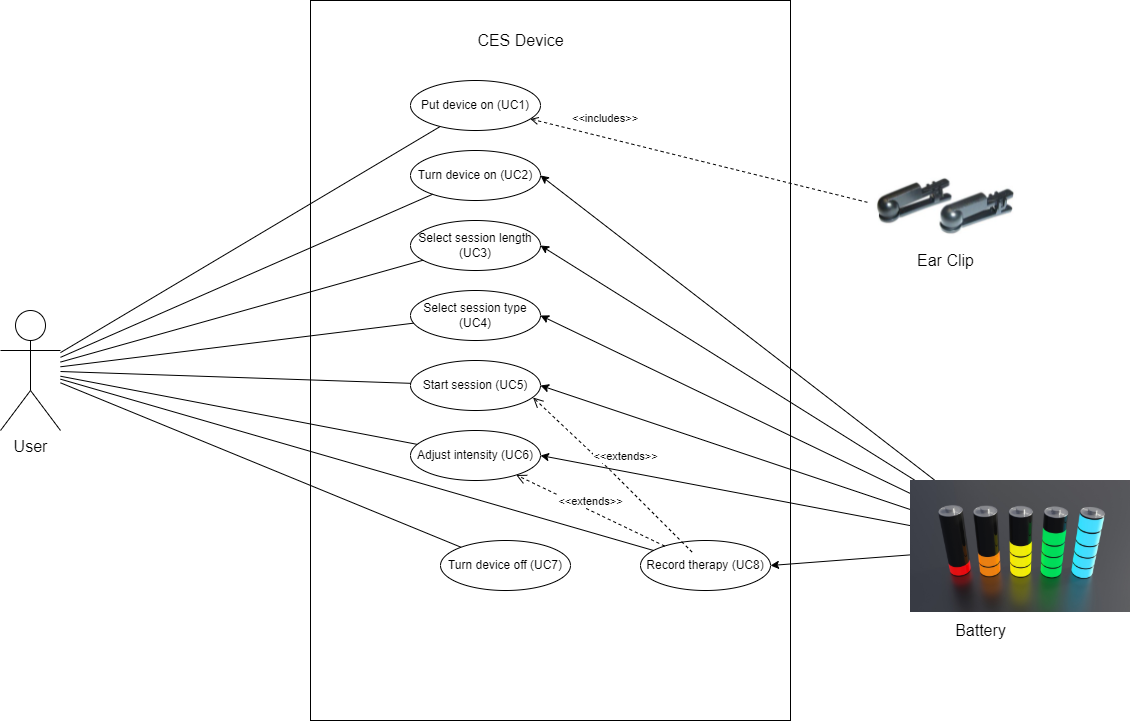 CES Device
Put device on (UC1)
<<includes>>
Turn device on (UC2)
Select session length
(UC3)
Ear Clip
Select session type
(UC4)
Start session (UC5)
User
Adjust intensity (UC6)
<<extends>>
<<extends>>
Turn device off (UC7)
Record therapy (UC8)
Battery